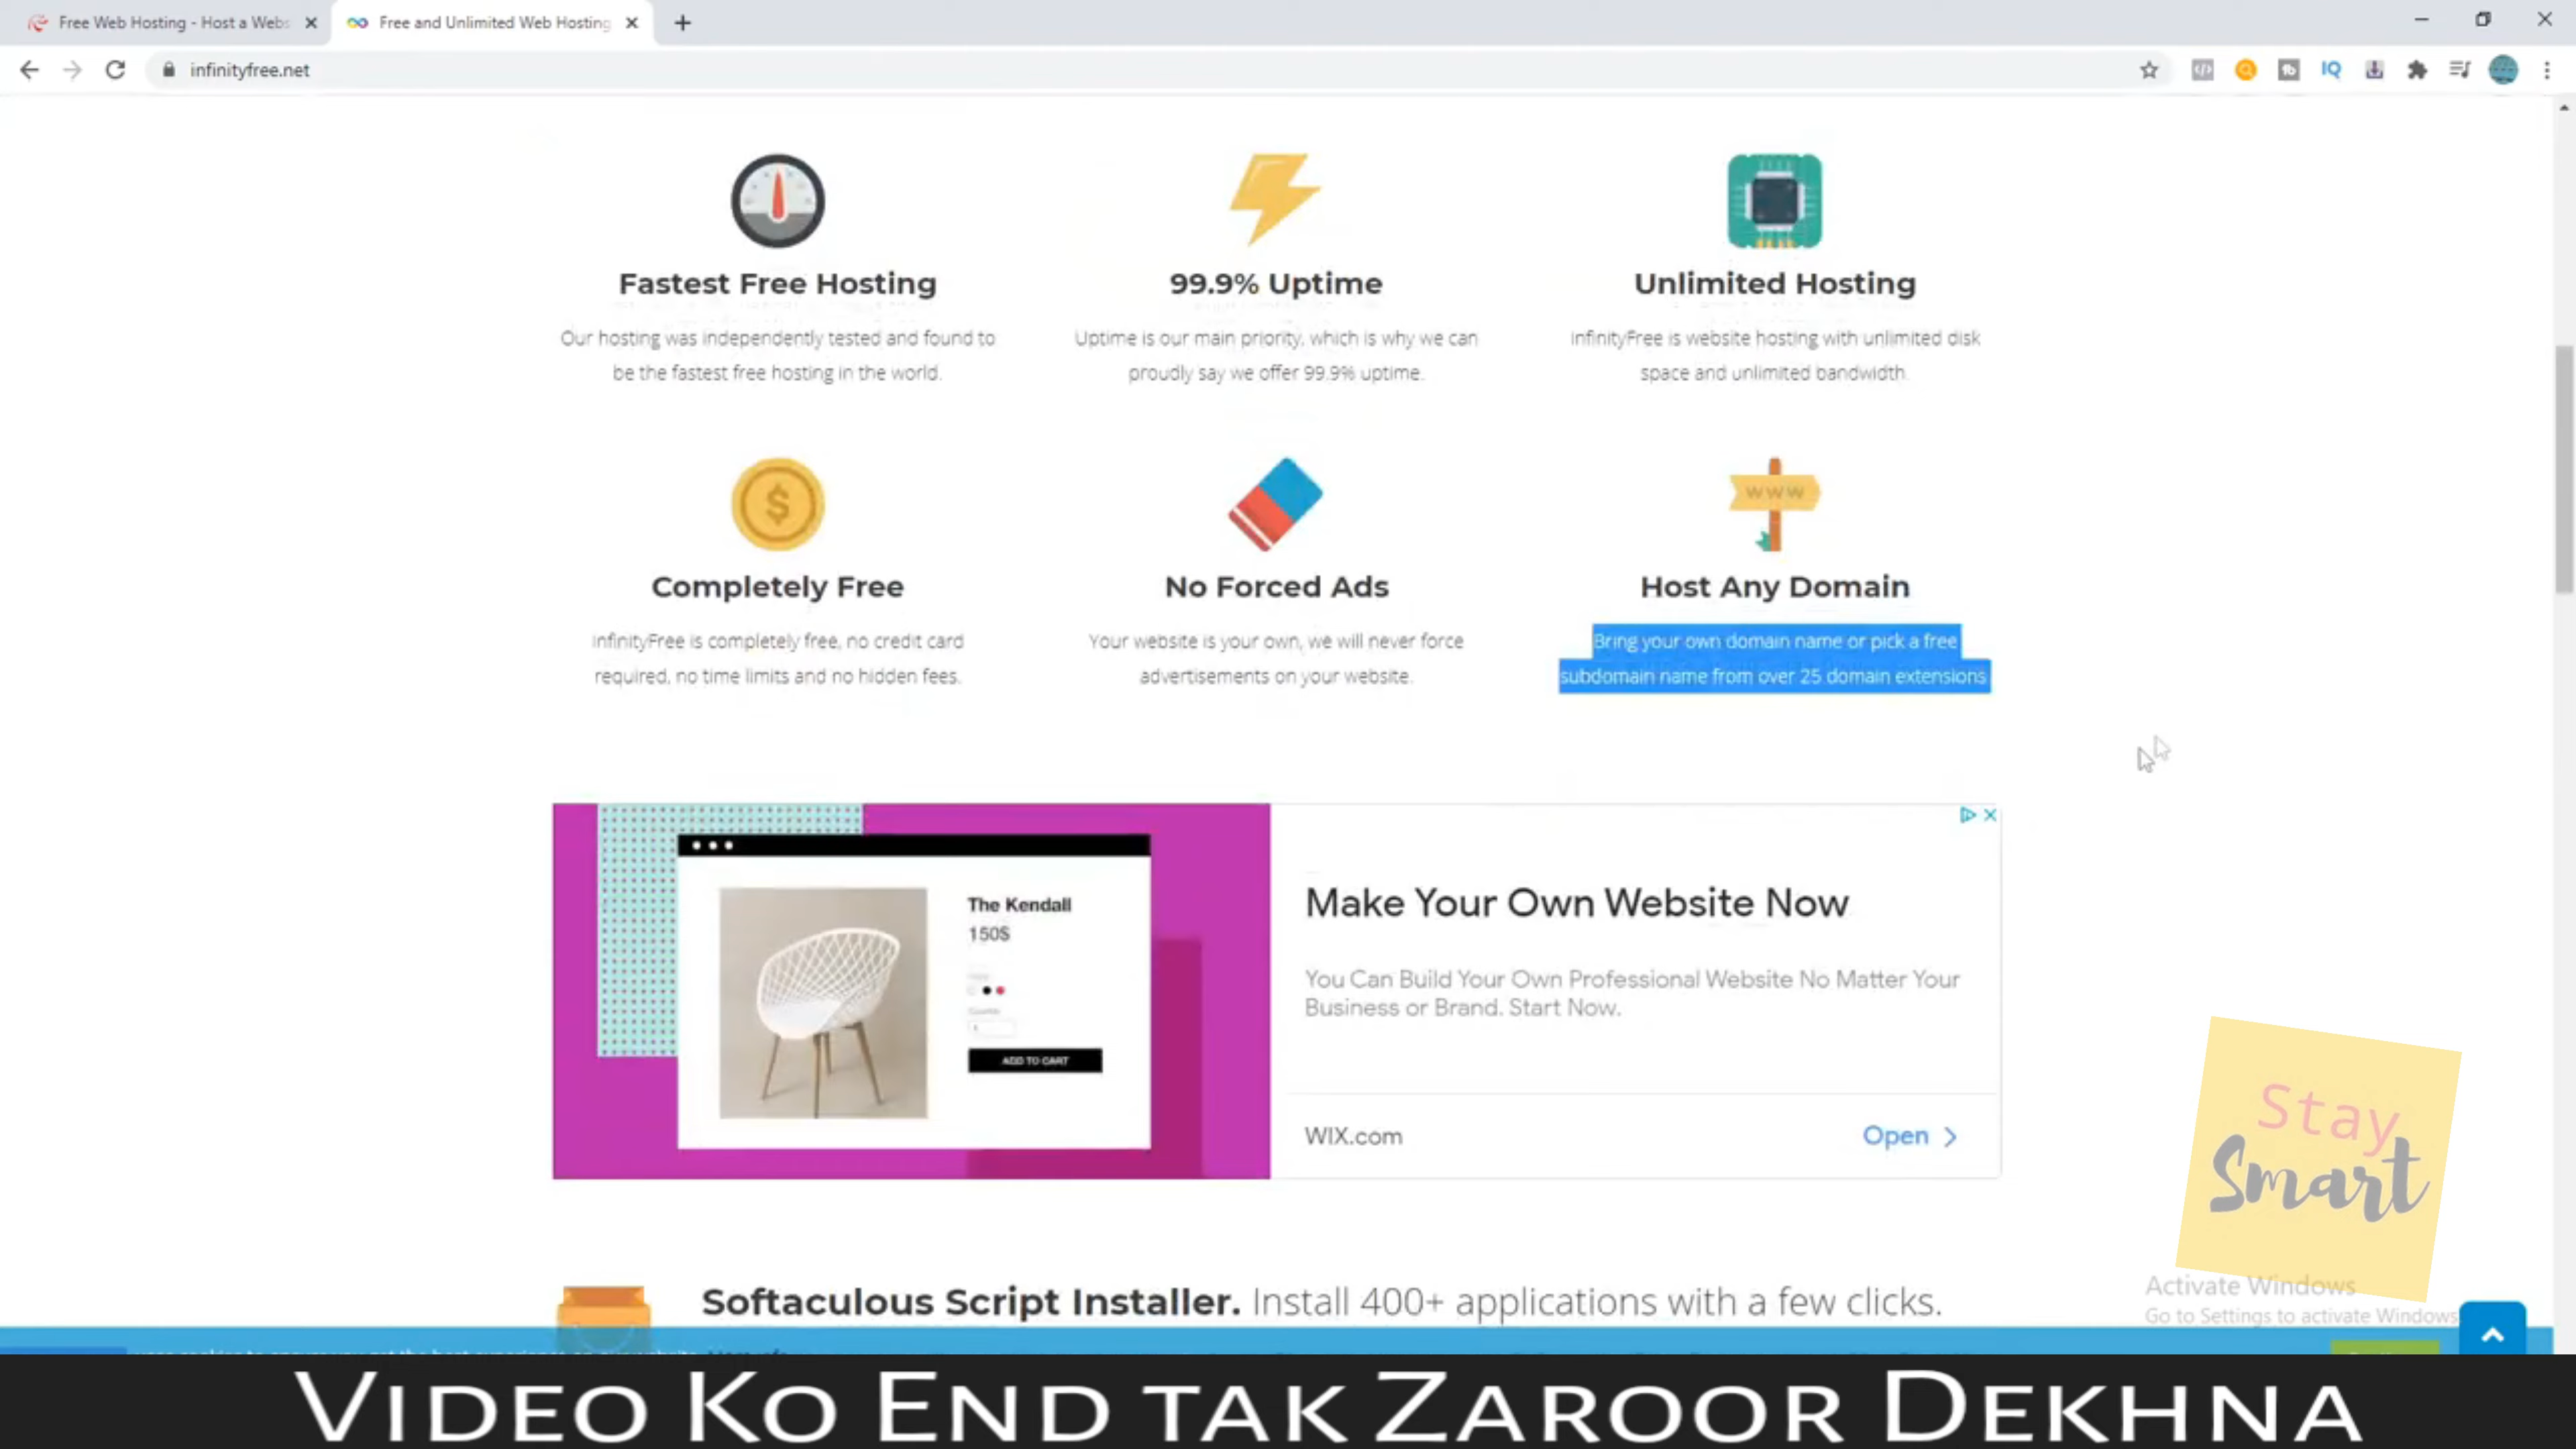 Free Web Hosting - Host a Webs
Free and Unlimited Web Hosting
infinityfree.net
IQ
Fastest Free Hosting
Our hosting was independently tested and found to
be the fastest free hosting in the world.
99.9% Uptime
Uptime is our main priority, which is why we can
proudly say we offer 99.9% uptime.
Unlimited Hosting
InfinityFree is website hosting with unlimited disk
space and unlimited bandwidth.
$
Completely Free
InfinityFree is completely free, no credit card
required, no time limits and no hidden fees.
No Forced Ads
Your website is your own, we will never force
advertisements on your website.
WWW
Host Any Domain
Bring your own domain name or pick a free
subdomain name from over 25 domain extensions
The Kendall
150$
ADD TO CART
Make Your Own Website Now
You Can Build Your Own Professional Website No Matter Your
Business or Brand. Start Now.
WIX.com
Open
Stay
Smart
Softaculous Script Installer. Install 400+ applications with a few clicks.
Activate Windows
Go to Settings to activate Windows
VIDEO KO END TAK ZAROOR DEKHNA